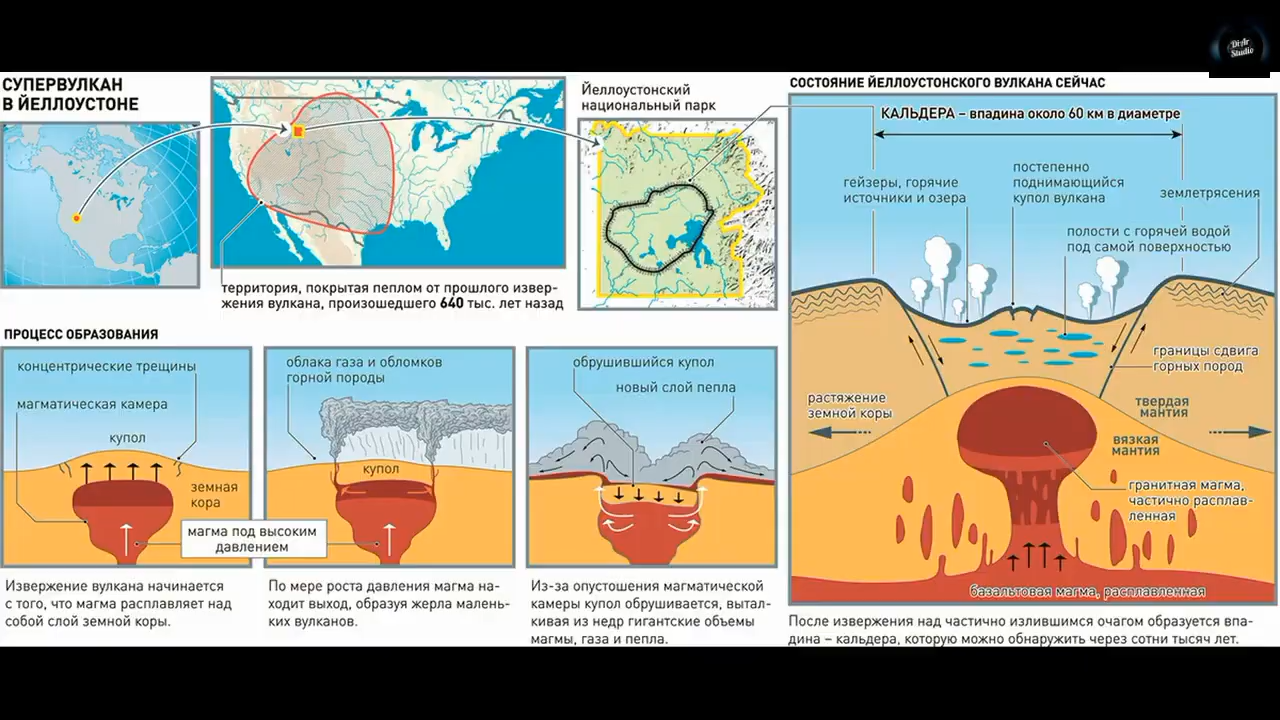 DiAr
Studio
СУПЕРВУЛКАН
В ЙЕЛЛОУСТОНЕ
территория, покрытая пеплом от прошлого извер-
жения вулкана, произошедшего 640 тыс. лет назад
Йеллоустонский
национальный парк
ПРОЦЕСС ОБРАЗОВАНИЯ
концентрические трещины
магматическая камера
купол
земная
кора
магма под высоким
давлением
Извержение вулкана начинается
с того, что магма расплавляет над
собой слой земной коры.
облака газа и обломков
горной породы
купол
По мере роста давления магма на-
ходит выход, образуя жерла малень-
ких вулканов.
обрушившийся купол
новый слой пепла
Из-за опустошения магматической
камеры купол обрушивается, вытал-
кивая из недр гигантские объемы
магмы, газа и пепла.
СОСТОЯНИЕ ЙЕЛЛОУСТОНСКОГО ВУЛКАНА СЕЙЧАС
КАЛЬДЕРА – впадина около 60 км в диаметре
гейзеры, горячие
источники и озера
постепенно
поднимающийся
купол вулкана
землетрясения
полости с горячей водой
под самой поверхностью
границы сдвига
горных пород
растяжение
земной коры
твердая
мантия
вязкая
мантия
гранитная магма,
частично расплав-
ленная
базальтовая магма, расплавленная
После извержения над частично излившимся очагом образуется впа-
дина – кальдера, которую можно обнаружить через сотни тысяч лет.